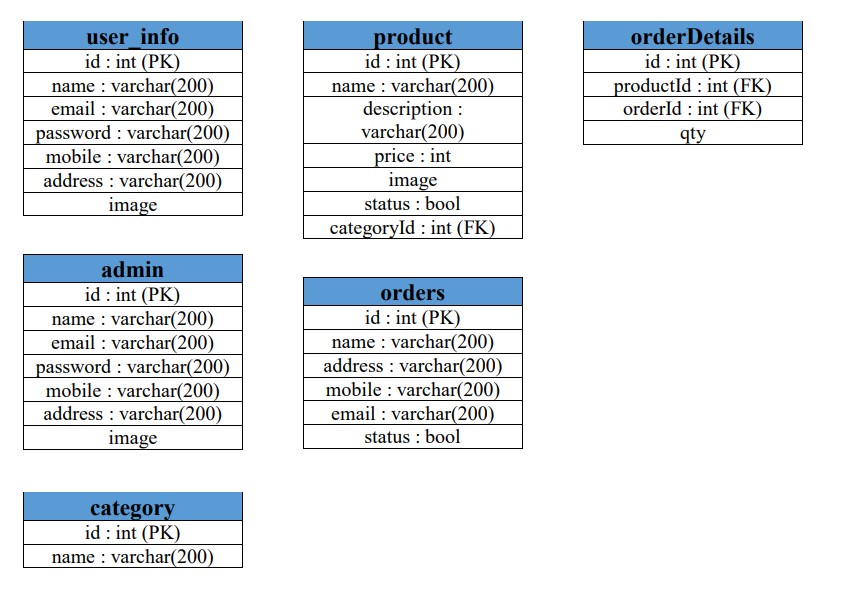 user_info
id : int (PK)
name : varchar(200)
email : varchar(200)
password : varchar(200)
mobile : varchar(200)
address : varchar(200)
image
admin
id : int (PK)
name : varchar(200)
email : varchar(200)
password : varchar(200)
mobile : varchar(200)
address : varchar(200)
image
category
id : int (PK)
name : varchar(200)
product
id : int (PK)
name : varchar(200)
description :
varchar(200)
price : int
image
status : bool
categoryId : int (FK)
orders
id : int (PK)
name : varchar(200)
address : varchar(200)
mobile : varchar(200)
email : varchar(200)
status : bool
orderDetails
id : int (PK)
productId : int (FK)
orderId : int (FK)
qty